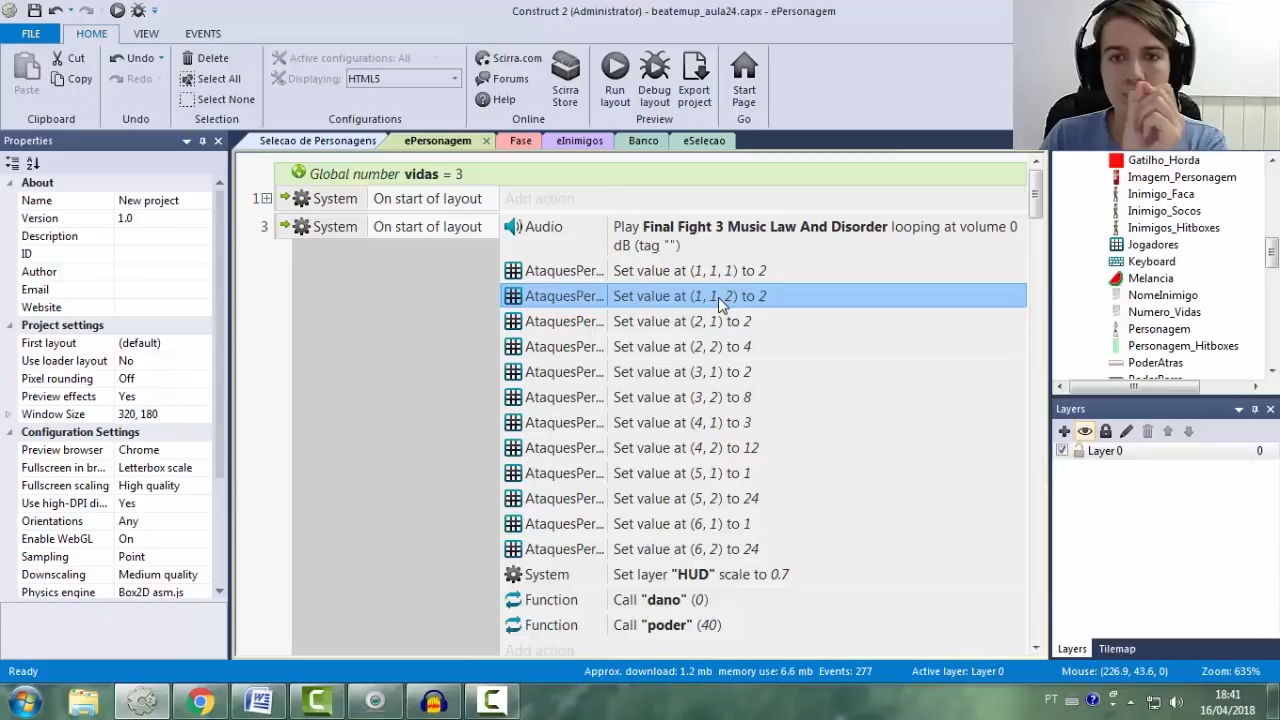 Construct 2 (Administrator) - beatemup_aula24.capx - ePersonagem
FILE HOME VIEW EVENTS
Paste Cut Copy
Clipboard
Undo Redo
Undo
Delete
Select All
Select None
Selection
Active configurations: All
Displaying: HTML5
Configurations
Scirra.com
Forums
Help
Scirra Store
Online
Run layout
Debug layout
Export project
Preview
Start Page
Go
Properties
About
Name New project
Version 1.0
Description
ID
Author
Email
Website
Project settings
First layout (default)
Use loader layout No
Pixel rounding Off
Preview effects Yes
Window Size 320, 180
Configuration Settings
Preview browser Chrome
Fullscreen in br... Letterbox scale
Fullscreen scaling High quality
Use high-DPI di... Yes
Orientations Any
Enable WebGL On
Sampling Point
Downscaling Medium quality
Physics engine Box2D asm.js
Selecao de Personagens ePersonagem Fase eInimigos Banco eSelecao
Global number vidas = 3
1 System On start of layout Add action
3 System On start of layout
Audio Play Final Fight 3 Music Law And Disorder looping at volume 0
dB (tag "")
AtaquesPer... Set value at (1, 1, 1) to 2
AtaquesPer... Set value at (1, 1, 2) to 2
AtaquesPer... Set value at (2, 1) to 2
AtaquesPer... Set value at (2, 2) to 4
AtaquesPer... Set value at (3, 1) to 2
AtaquesPer... Set value at (3, 2) to 8
AtaquesPer... Set value at (4, 1) to 3
AtaquesPer... Set value at (4, 2) to 12
AtaquesPer... Set value at (5, 1) to 1
AtaquesPer... Set value at (5, 2) to 24
AtaquesPer... Set value at (6, 1) to 1
AtaquesPer... Set value at (6, 2) to 24
System Set layer "HUD" scale to 0.7
Function Call "dano" (0)
Function Call "poder" (40)
Add action
Gatilho_Horda
Imagem_Personagem
Inimigo_Faca
Inimigo_Socos
Inimigos_Hitboxes
Jogadores
Keyboard
Melancia
NomeInimigo
Numero_Vidas
Personagem
Personagem_Hitboxes
PoderAtras
Layers
Layer 0 0
Layers Tilemap
Ready Approx. download: 1.2 mb memory use: 6.6 mb Events: 277 Active layer: Layer 0 Mouse: (226.9, 43.6, 0) Zoom: 635%
PT 18:41
16/04/2018